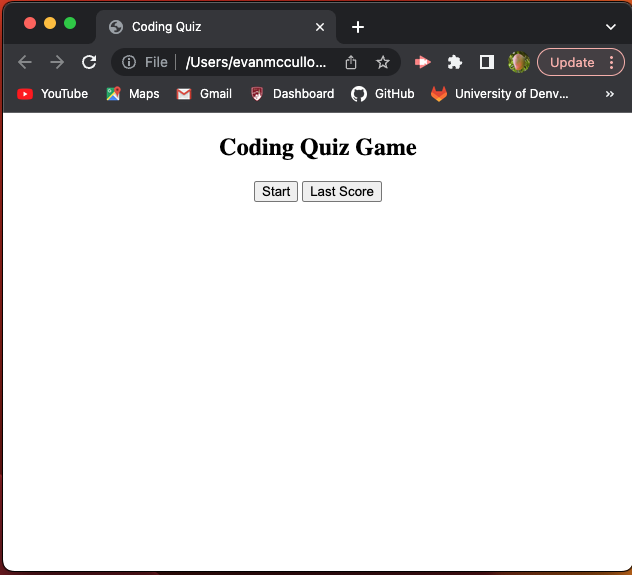 Coding Quiz
File /Users/evanmccullo...
Update
YouTube Maps Gmail Dashboard GitHub University of Denv...
Coding Quiz Game
Start Last Score